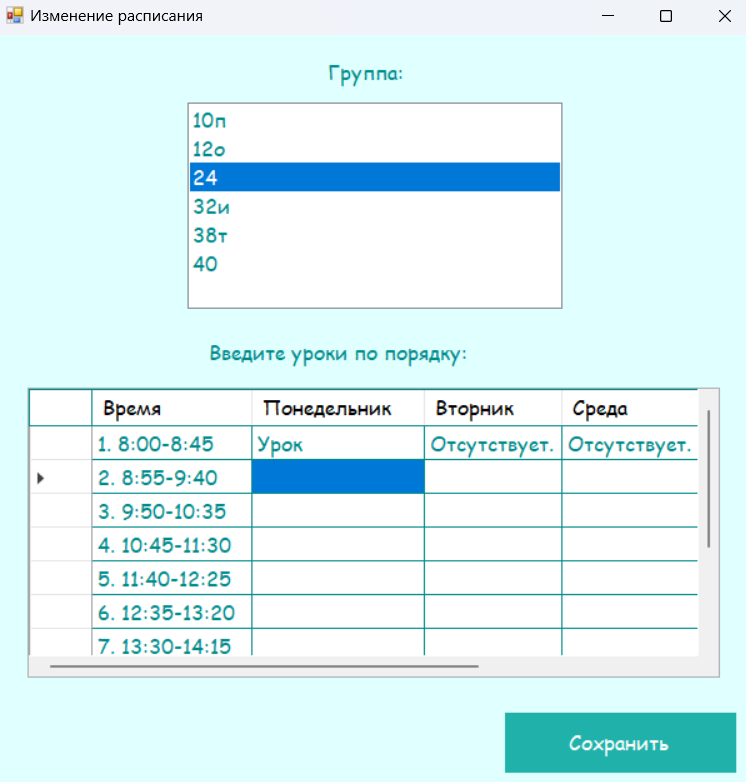 Изменение расписания
Группа:
10п
12о
24
32и
38т
40
Введите уроки по порядку:
Время Понедельник Вторник Среда
1. 8:00-8:45 Урок Отсутствует. Отсутствует.
2. 8:55-9:40
3. 9:50-10:35
4. 10:45-11:30
5. 11:40-12:25
6. 12:35-13:20
7. 13:30-14:15
Сохранить